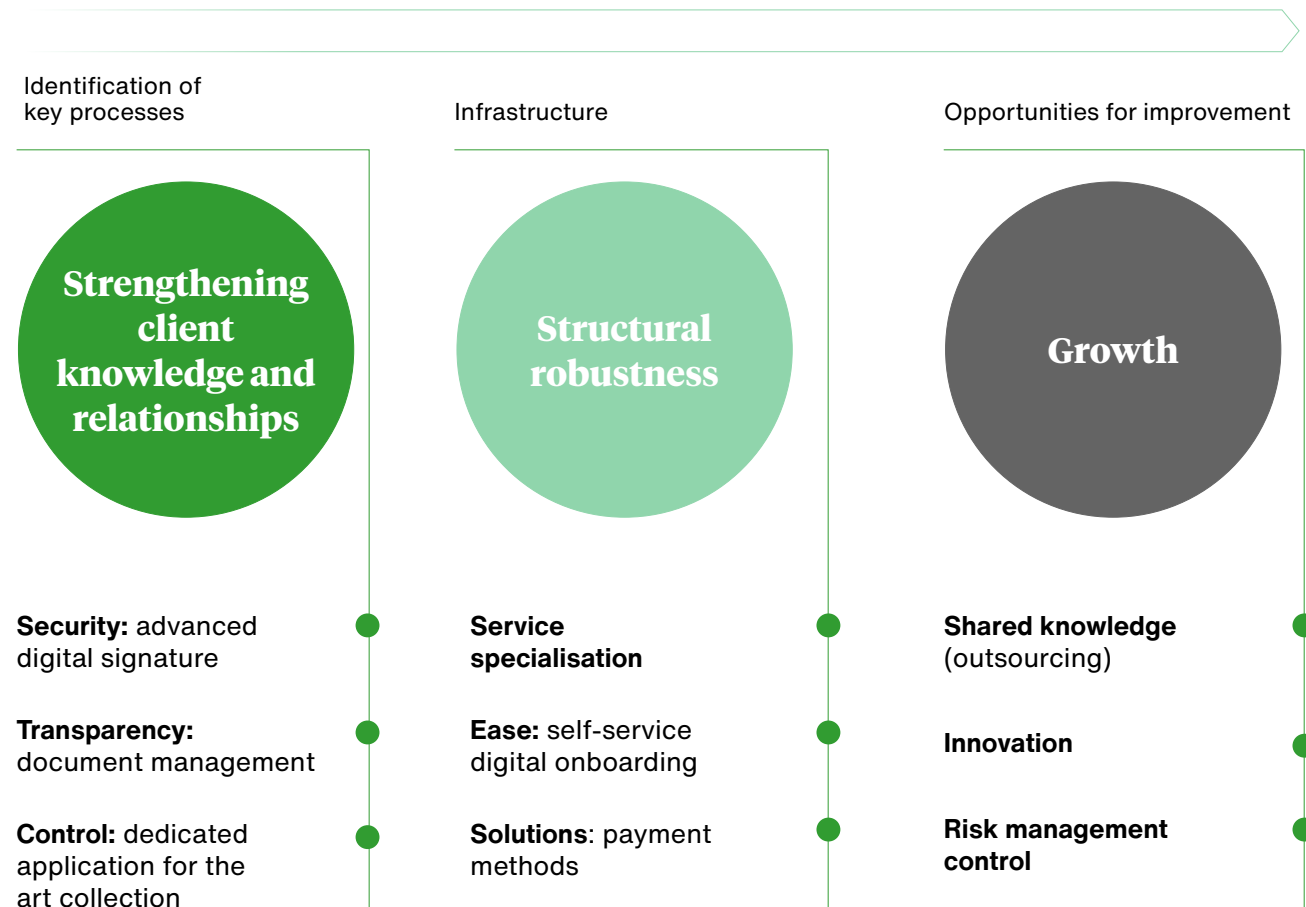 Identification of
key processes
Strengthening
client
knowledge and
relationships
Security: advanced
digital signature
Transparency:
document management
Control: dedicated
application for the
art collection
Infrastructure
Structural
robustness
Service
specialisation
Ease: self-service
digital onboarding
Solutions: payment
methods
Opportunities for improvement
Growth
Shared knowledge
(outsourcing)
Innovation
Risk management
control